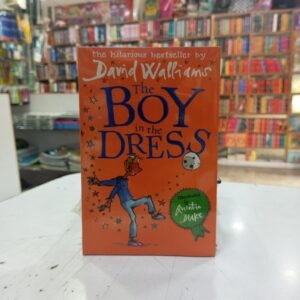 the hilarious bestseller by
David Walliams
The
BOY
in the
DRESS
Quentin
Blake